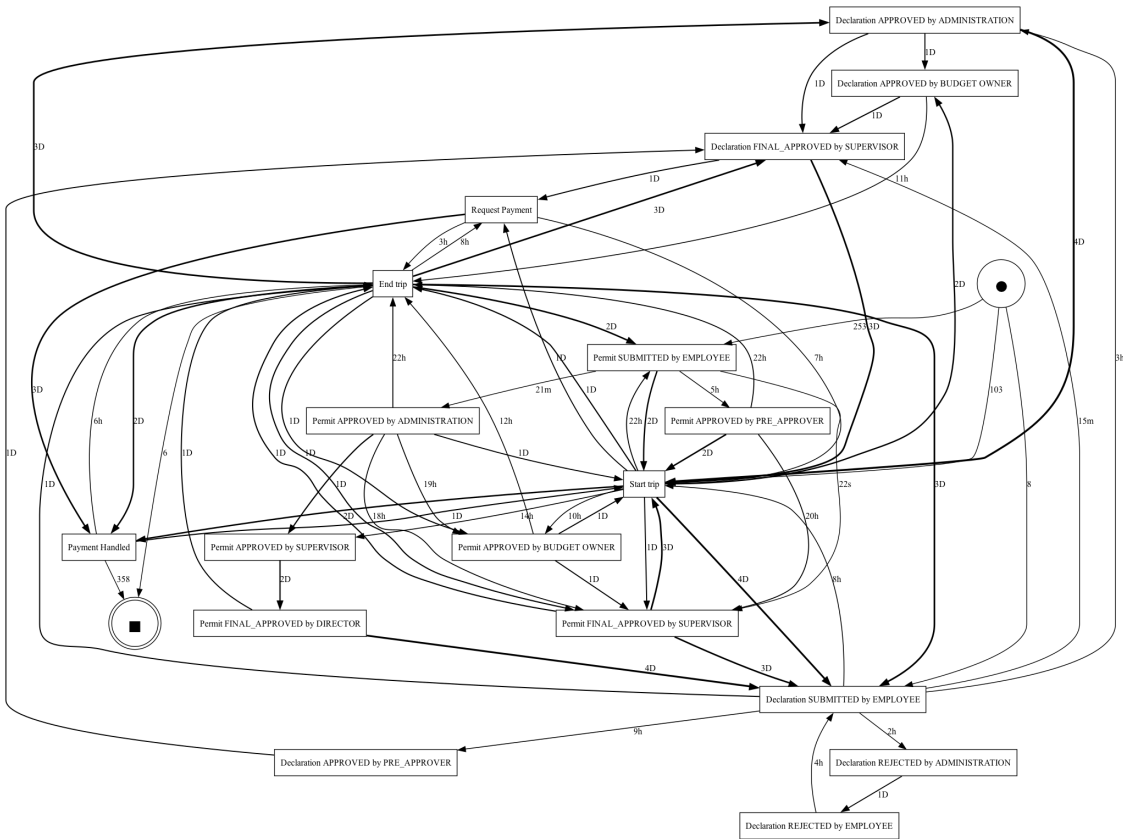 Declaration APPROVED by ADMINISTRATION
1D
Declaration APPROVED by BUDGET OWNER
1D
1D
3D
Declaration FINAL_APPROVED by SUPERVISOR
1D
11h
Request Payment
3D
3h
8h
4D
End trip
2D
2D
253
3D
1D
22h
Permit SUBMITTED by EMPLOYEE
22h
1D
7h
3h
3D
21m
5h
103
15m
Permit APPROVED by ADMINISTRATION
Permit APPROVED by PRE_APPROVER
6h
2D
12h
1D
22h
2D
1D
6
1D
1D
1D
1D
2D
Start trip
1D
19h
22s
3D
8
18h
2D
1D
14h
10h
1D
20h
Payment Handled
Permit APPROVED by SUPERVISOR
Permit APPROVED by BUDGET OWNER
1D
3D
358
2D
1D
4D
8h
Permit FINAL_APPROVED by DIRECTOR
Permit FINAL_APPROVED by SUPERVISOR
4D
3D
Declaration SUBMITTED by EMPLOYEE
9h
2h
Declaration APPROVED by PRE_APPROVER
4h
Declaration REJECTED by ADMINISTRATION
1D
Declaration REJECTED by EMPLOYEE